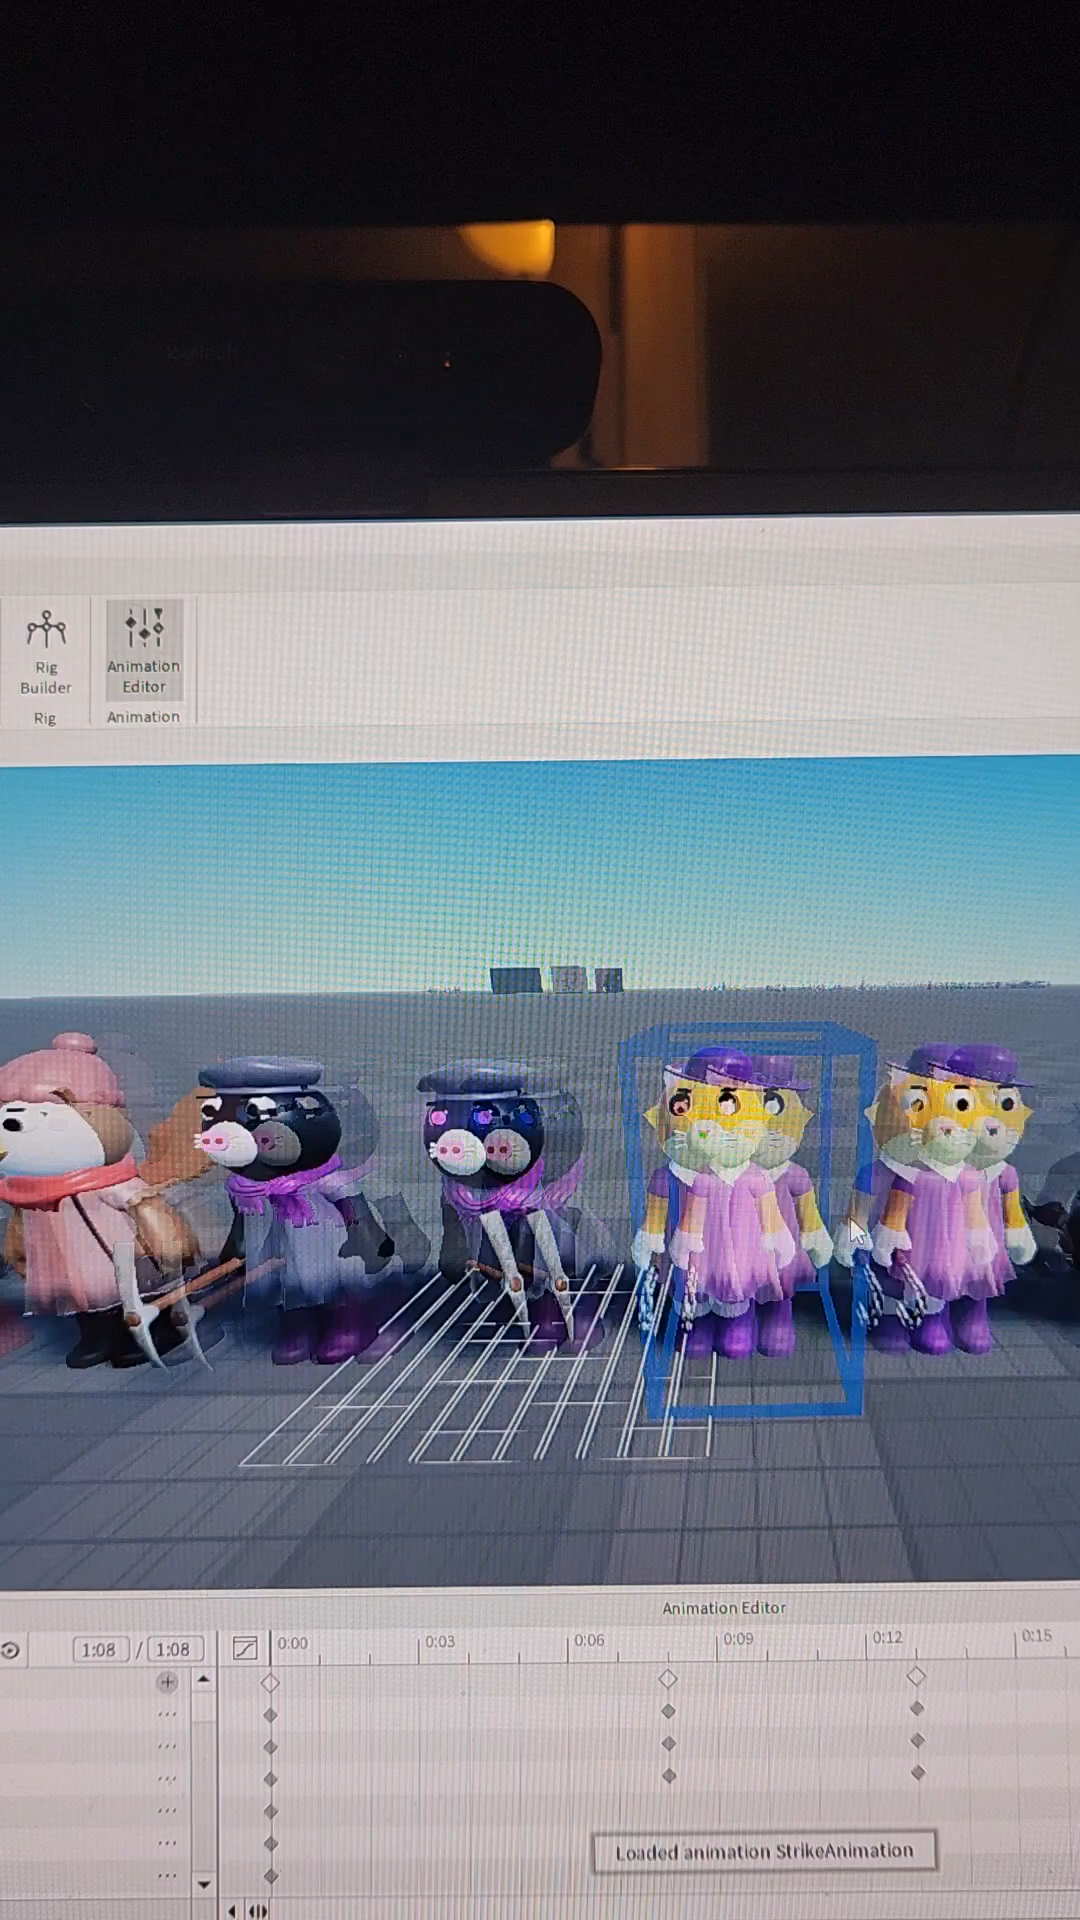 Rig
Builder
Animation
Editor
Rig
Animation
Animation Editor
1:08 / 1:08
0:00
0:03
0:06
0:09
0:12
0:15
Loaded animation StrikeAnimation